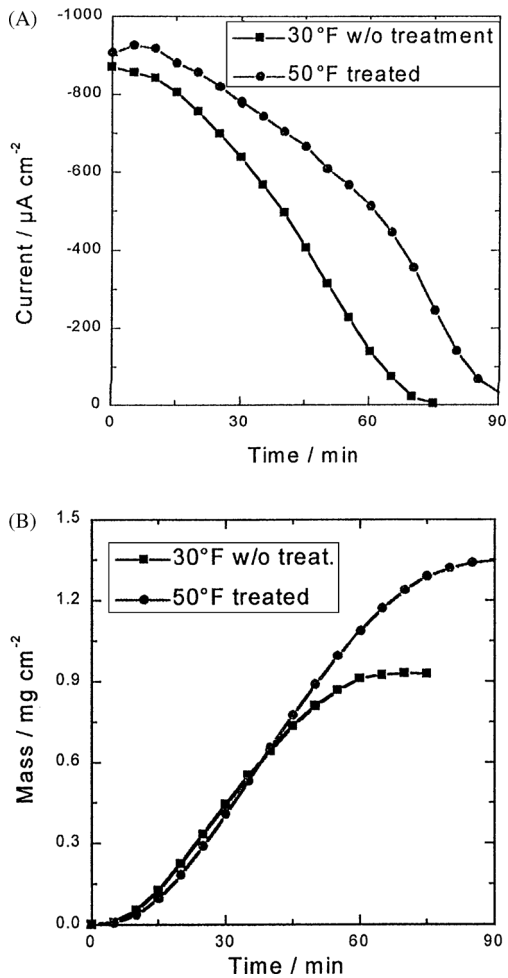 (A)
-1000
-800
-600
-400
-200
0
Current / µA cm-2
30°F w/o treatment
50°F treated
0 30 60 90
Time / min
(B)
1.5
1.2
0.9
0.6
0.3
0.0
Mass / mg cm-2
30°F w/o treat.
50°F treated
0 30 60 90
Time / min